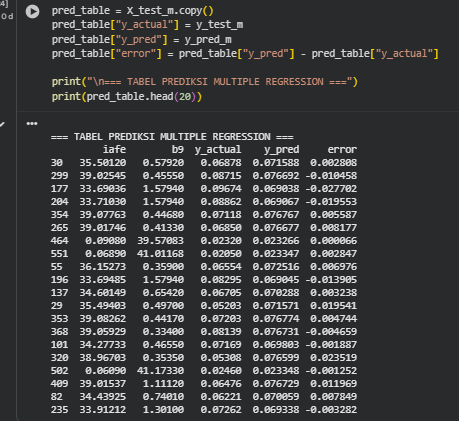 4]
0 d
pred_table = X_test_m.copy()
pred_table["y_actual"] = y_test_m
pred_table["y_pred"] = y_pred_m
pred_table["error"] = pred_table["y_pred"] - pred_table["y_actual"]
print("\n=== TABEL PREDIKSI MULTIPLE REGRESSION ===")
print(pred_table.head(20))
=== TABEL PREDIKSI MULTIPLE REGRESSION ===
iafe b9 y_actual y_pred error
30 35.50120 0.57920 0.06878 0.071588 0.002808
299 39.02545 0.45550 0.08715 0.076692 -0.010458
177 33.69036 1.57940 0.09674 0.069038 -0.027702
204 33.71030 1.57940 0.08862 0.069067 -0.019553
354 39.07763 0.44680 0.07118 0.076767 0.005587
265 39.01746 0.41330 0.06850 0.076677 0.008177
464 0.09080 39.57083 0.02320 0.023266 0.000066
551 0.06890 41.01168 0.02050 0.023347 0.002847
55 36.15273 0.35900 0.06554 0.072516 0.006976
196 33.69485 1.57940 0.08295 0.069045 -0.013905
137 34.60149 0.65420 0.06705 0.070288 0.003238
29 35.49403 0.49700 0.05203 0.071571 0.019541
353 39.08262 0.44170 0.07203 0.076774 0.004744
368 39.05929 0.33400 0.08139 0.076731 -0.004659
101 34.27733 0.46550 0.07169 0.069803 -0.001887
320 38.96703 0.35350 0.05308 0.076599 0.023519
502 0.06090 41.17330 0.02460 0.023348 -0.001252
409 39.01537 1.11120 0.06476 0.076729 0.011969
82 34.43925 0.74010 0.06221 0.070059 0.007849
235 33.91212 1.30100 0.07262 0.069338 -0.003282